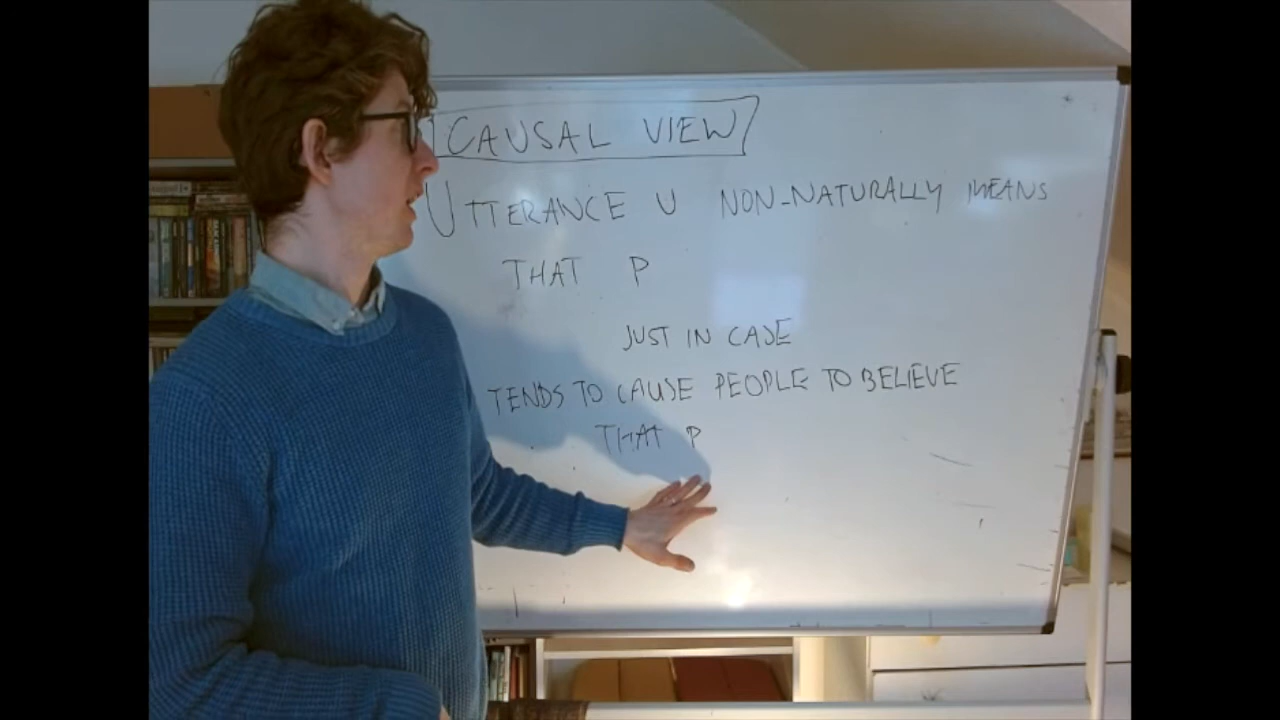 CAUSAL VIEW
UTTERANCE U NON-NATURALLY MEANS
THAT P
JUST IN CASE
TENDS TO CAUSE PEOPLE TO BELIEVE
THAT P